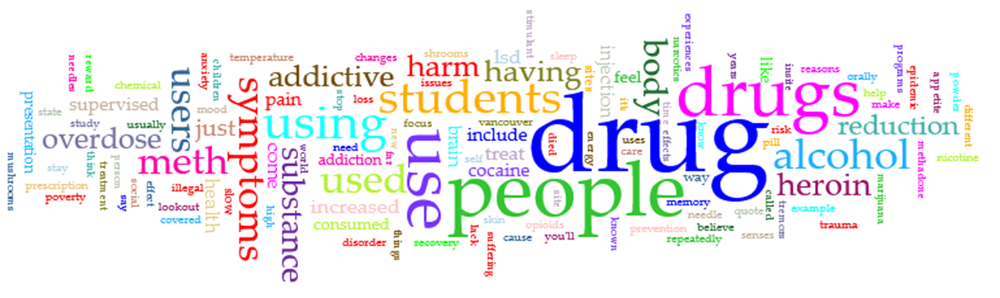 drug
people
drugs
use
using
students
symptoms
alcohol
used
meth
body
heroin
users
substance
addictive
overdose
having
harm
reduction
just
supervised
increased
consumed
injection
health
come
treat
cocaine
include
lsd
pain
brain
like
feel
presentation
addiction
way
stimulnt
experiences
narcotics
shrooms
sleep
changes
temperature
needles
reward
anxiety
children
chemical
mood
state
study
usually
stop
loss
issues
sites
it's
time
effects
years
insite
reasons
orally
help
make
programs
epidemic
appetite
powder
different
nicotine
methadone
marijuana
risk
pill
know
uses
care
energy
died
vancouver
focus
new
far
need
self
world
think
treatment
person
say
social
effect
illegal
slow
lookout
covered
high
stay
prescription
poverty
mushrooms
disorder
things
recovery
lack
suffering
skin
cause
opioids
you'll
site
known
prevention
needle
memory
believe
repeatedly
quote
senses
called
tremors
example
trauma